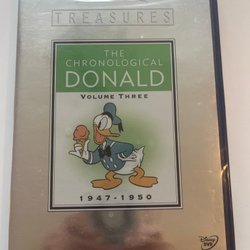 TREASURES
THE
CHRONOLOGICAL
DONALD
VOLUME THREE
1947-1950
Disney
DVD